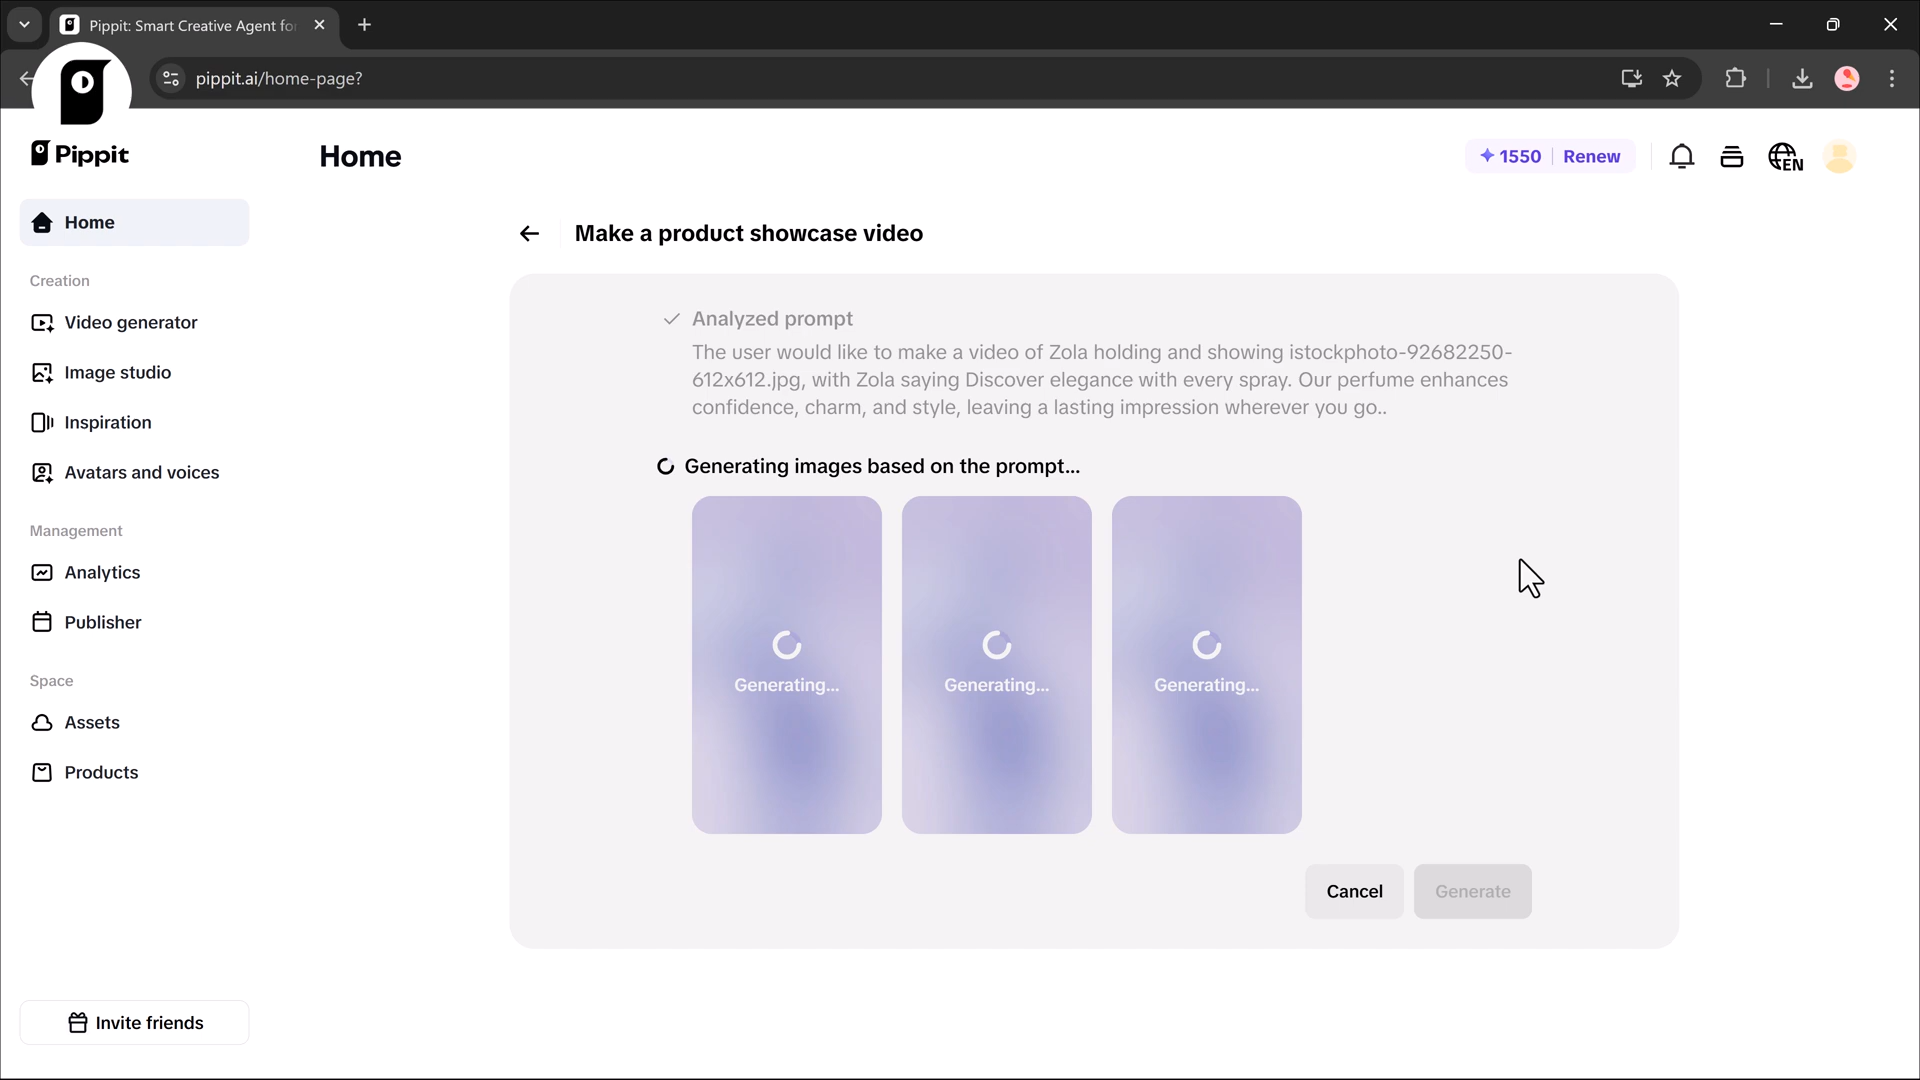 Pippit: Smart Creative Agent fo
pippit.ai/home-page?
Pippit
Home
1550
Renew
EN
Home
Creation
Video generator
Image studio
Inspiration
Avatars and voices
Management
Analytics
Publisher
Space
Assets
Products
Invite friends
Make a product showcase video
Analyzed prompt
The user would like to make a video of Zola holding and showing istockphoto-92682250-
612x612.jpg, with Zola saying Discover elegance with every spray. Our perfume enhances
confidence, charm, and style, leaving a lasting impression wherever you go..
Generating images based on the prompt...
Generating...
Generating...
Generating...
Cancel
Generate